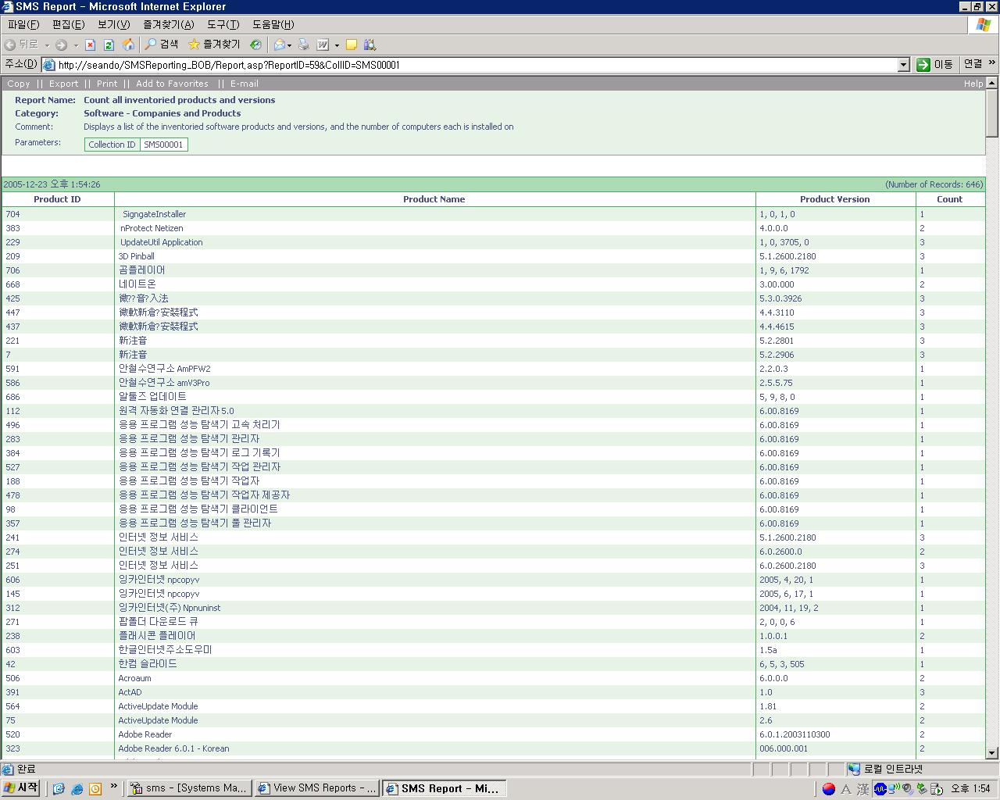 SMS Report - Microsoft Internet Explorer
파일(F) 편집(E) 보기(V) 즐겨찾기(A) 도구(T) 도움말(H)
뒤로 검색 즐겨찾기
주소(D) http://seando/SMSReporting_BOB/Report.asp?ReportID=59&CollID=SMS00001 이동 연결 »
Copy || Export || Print || Add to Favorites || E-mail Help
Report Name: Count all inventoried products and versions
Category: Software - Companies and Products
Comment: Displays a list of the inventoried software products and versions, and the number of computers each is installed on
Parameters: Collection ID SMS00001
2005-12-23 오후 1:54:26 (Number of Records: 646)
Product ID Product Name Product Version Count
704 SigngateInstaller 1, 0, 1, 0 1
383 nProtect Netizen 4.0.0.0 2
229 UpdateUtil Application 1, 0, 3705, 0 3
209 3D Pinball 5.1.2600.2180 3
706 곰플레이어 1, 9, 6, 1792 1
668 네이트온 3.00.000 2
425 微??音?入法 5.3.0.3926 3
447 微軟新倉?安裝程式 4.4.3110 3
437 微軟新倉?安裝程式 4.4.4615 3
221 新注音 5.2.2801 3
7 新注音 5.2.2906 3
591 안철수연구소 AmPFW2 2.2.0.3 1
586 안철수연구소 amV3Pro 2.5.5.75 1
686 알툴즈 업데이트 5, 9, 8, 0 1
112 원격 자동화 연결 관리자 5.0 6.00.8169 1
496 응용 프로그램 성능 탐색기 고속 처리기 6.00.8169 1
283 응용 프로그램 성능 탐색기 관리자 6.00.8169 1
384 응용 프로그램 성능 탐색기 로그 기록기 6.00.8169 1
527 응용 프로그램 성능 탐색기 작업 관리자 6.00.8169 1
188 응용 프로그램 성능 탐색기 작업자 6.00.8169 1
478 응용 프로그램 성능 탐색기 작업자 제공자 6.00.8169 1
98 응용 프로그램 성능 탐색기 클라이언트 6.00.8169 1
357 응용 프로그램 성능 탐색기 풀 관리자 6.00.8169 1
241 인터넷 정보 서비스 5.1.2600.2180 3
274 인터넷 정보 서비스 6.0.2600.0 2
251 인터넷 정보 서비스 6.0.2600.2180 3
606 잉카인터넷 npcopyv 2005, 4, 20, 1 1
145 잉카인터넷 npcopyv 2005, 6, 17, 1 1
312 잉카인터넷(주) Npnuninst 2004, 11, 19, 2 1
271 팝폴더 다운로드 큐 2, 0, 0, 6 1
238 플래시콘 플레이어 1.0.0.1 2
603 한글인터넷주소도우미 1.5a 1
42 한컴 슬라이드 6, 5, 3, 505 1
506 Acroaum 6.0.0.0 2
391 ActAD 1.0 3
564 ActiveUpdate Module 1.81 2
75 ActiveUpdate Module 2.6 2
520 Adobe Reader 6.0.1.2003110300 2
323 Adobe Reader 6.0.1 - Korean 006.000.001 2
완료 로컬 인트라넷
시작 » sms - [Systems Ma... View SMS Reports - ... SMS Report - Mi... A 漢 오후 1:54